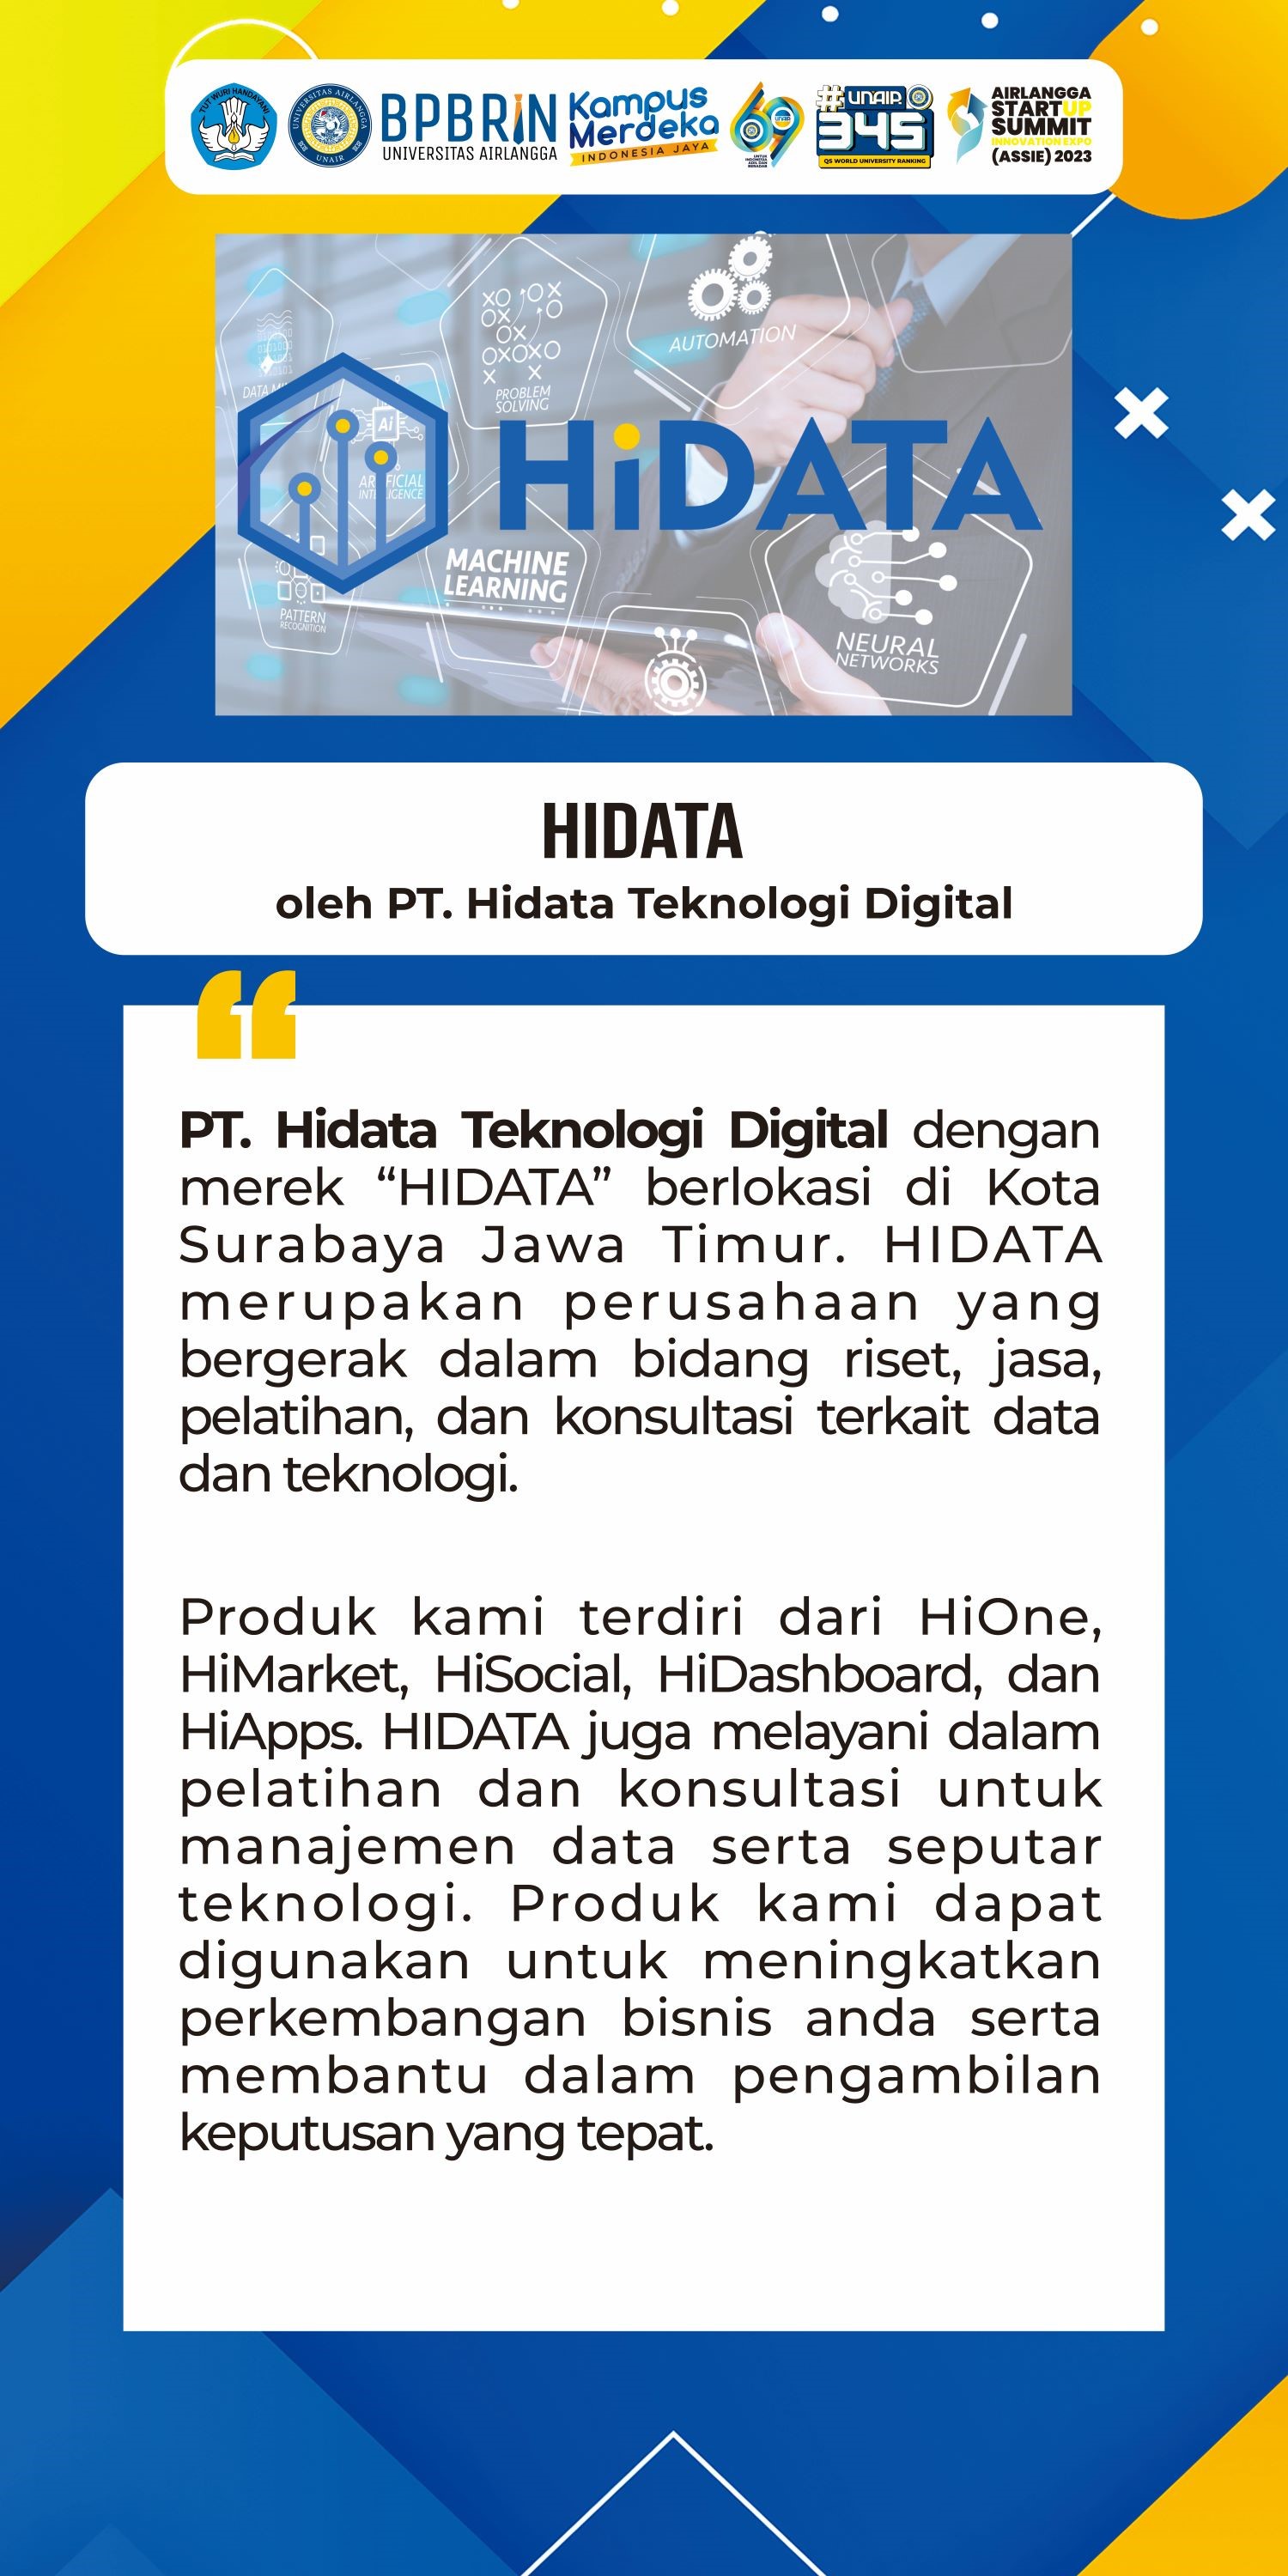 TUT WURI HANDAYANI
UNIVERSITAS AIRLANGGA
UNAIR
BPBRIN
UNIVERSITAS AIRLANGGA
Kampus
Merdeka
INDONESIA JAYA
69
#UNAIR
345
QS WORLD UNIVERSITY RANKING
AIRLANGGA
STARTUP
SUMMIT
INNOVATION EXPO
(ASSIE) 2023
AUTOMATION
PROBLEM
SOLVING
Ai
HiDATA
MACHINE
LEARNING
PATTERN
RECOGNITION
NEURAL
NETWORKS
HIDATA
oleh PT. Hidata Teknologi Digital
PT. Hidata Teknologi Digital dengan
merek “HIDATA” berlokasi di Kota
Surabaya Jawa Timur. HIDATA
merupakan perusahaan yang
bergerak dalam bidang riset, jasa,
pelatihan, dan konsultasi terkait data
dan teknologi.
Produk kami terdiri dari HiOne,
HiMarket, HiSocial, HiDashboard, dan
HiApps. HIDATA juga melayani dalam
pelatihan dan konsultasi untuk
manajemen data serta seputar
teknologi. Produk kami dapat
digunakan untuk meningkatkan
perkembangan bisnis anda serta
membantu dalam pengambilan
keputusan yang tepat.